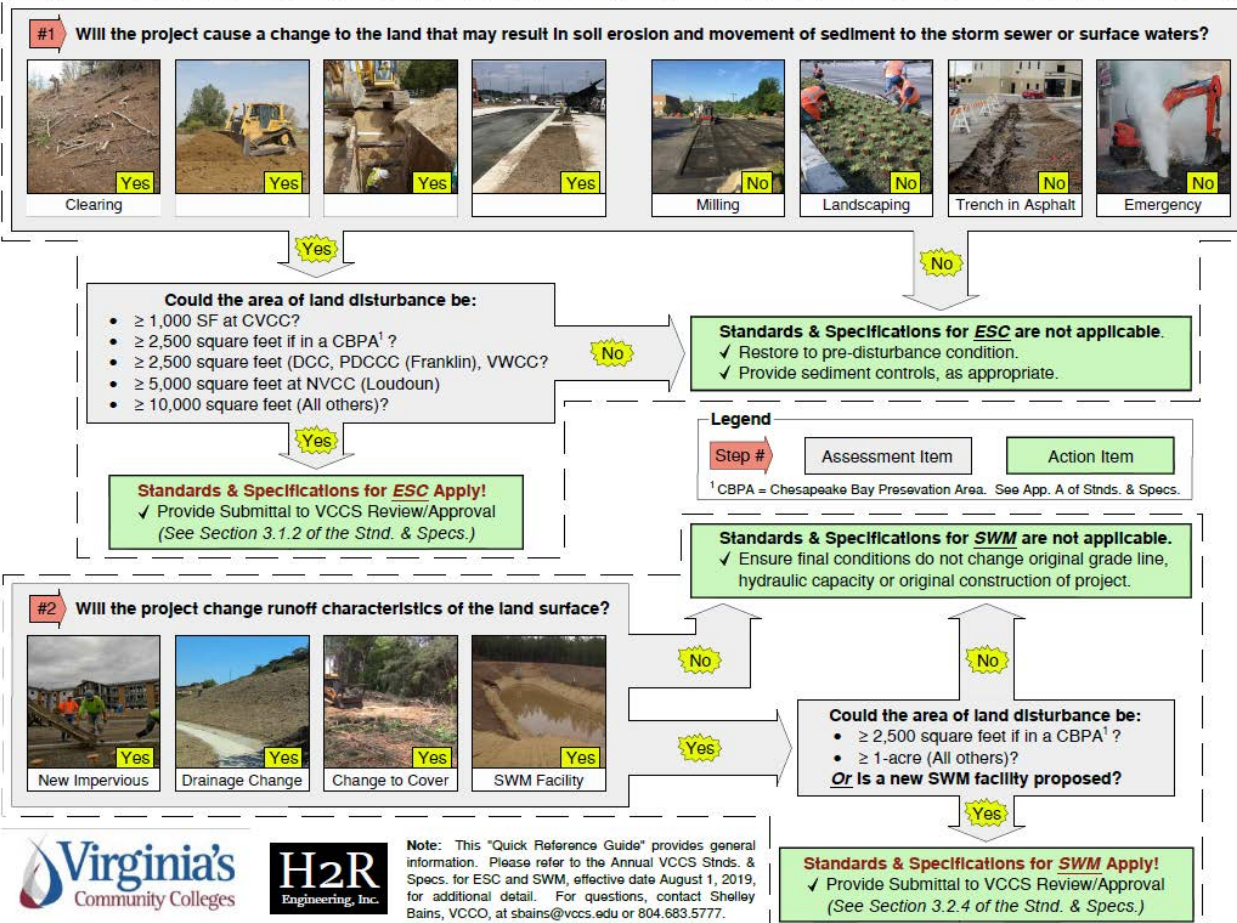 #1 Will the project cause a change to the land that may result in soil erosion and movement of sediment to the storm sewer or surface waters?
Yes Yes Yes Yes No No No No
Clearing Milling Landscaping Trench in Asphalt Emergency
Yes
No
Could the area of land disturbance be:
• ≥ 1,000 SF at CVCC?
• ≥ 2,500 square feet if in a CBPA¹ ?
• ≥ 2,500 square feet (DCC, PDCCC (Franklin), VWCC?
• ≥ 5,000 square feet at NVCC (Loudoun)
• ≥ 10,000 square feet (All others)?
No
Standards & Specifications for ESC are not applicable.
✓ Restore to pre-disturbance condition.
✓ Provide sediment controls, as appropriate.
Yes
Standards & Specifications for ESC Apply!
✓ Provide Submittal to VCCS Review/Approval
(See Section 3.1.2 of the Stnd. & Specs.)
Legend
Step # Assessment Item Action Item
¹ CBPA = Chesapeake Bay Presevation Area. See App. A of Stnds. & Specs.
Standards & Specifications for SWM are not applicable.
✓ Ensure final conditions do not change original grade line,
hydraulic capacity or original construction of project.
#2 Will the project change runoff characteristics of the land surface?
Yes Yes Yes Yes
New Impervious Drainage Change Change to Cover SWM Facility
No
No
Yes
Could the area of land disturbance be:
• ≥ 2,500 square feet if in a CBPA¹ ?
• ≥ 1-acre (All others)?
Or Is a new SWM facility proposed?
Yes
Standards & Specifications for SWM Apply!
✓ Provide Submittal to VCCS Review/Approval
(See Section 3.2.4 of the Stnd. & Specs.)
Virginia's
Community Colleges
H2R
Engineering, Inc.
Note: This "Quick Reference Guide" provides general
information. Please refer to the Annual VCCS Stnds. &
Specs. for ESC and SWM, effective date August 1, 2019,
for additional detail. For questions, contact Shelley
Bains, VCCO, at sbains@vccs.edu or 804.683.5777.